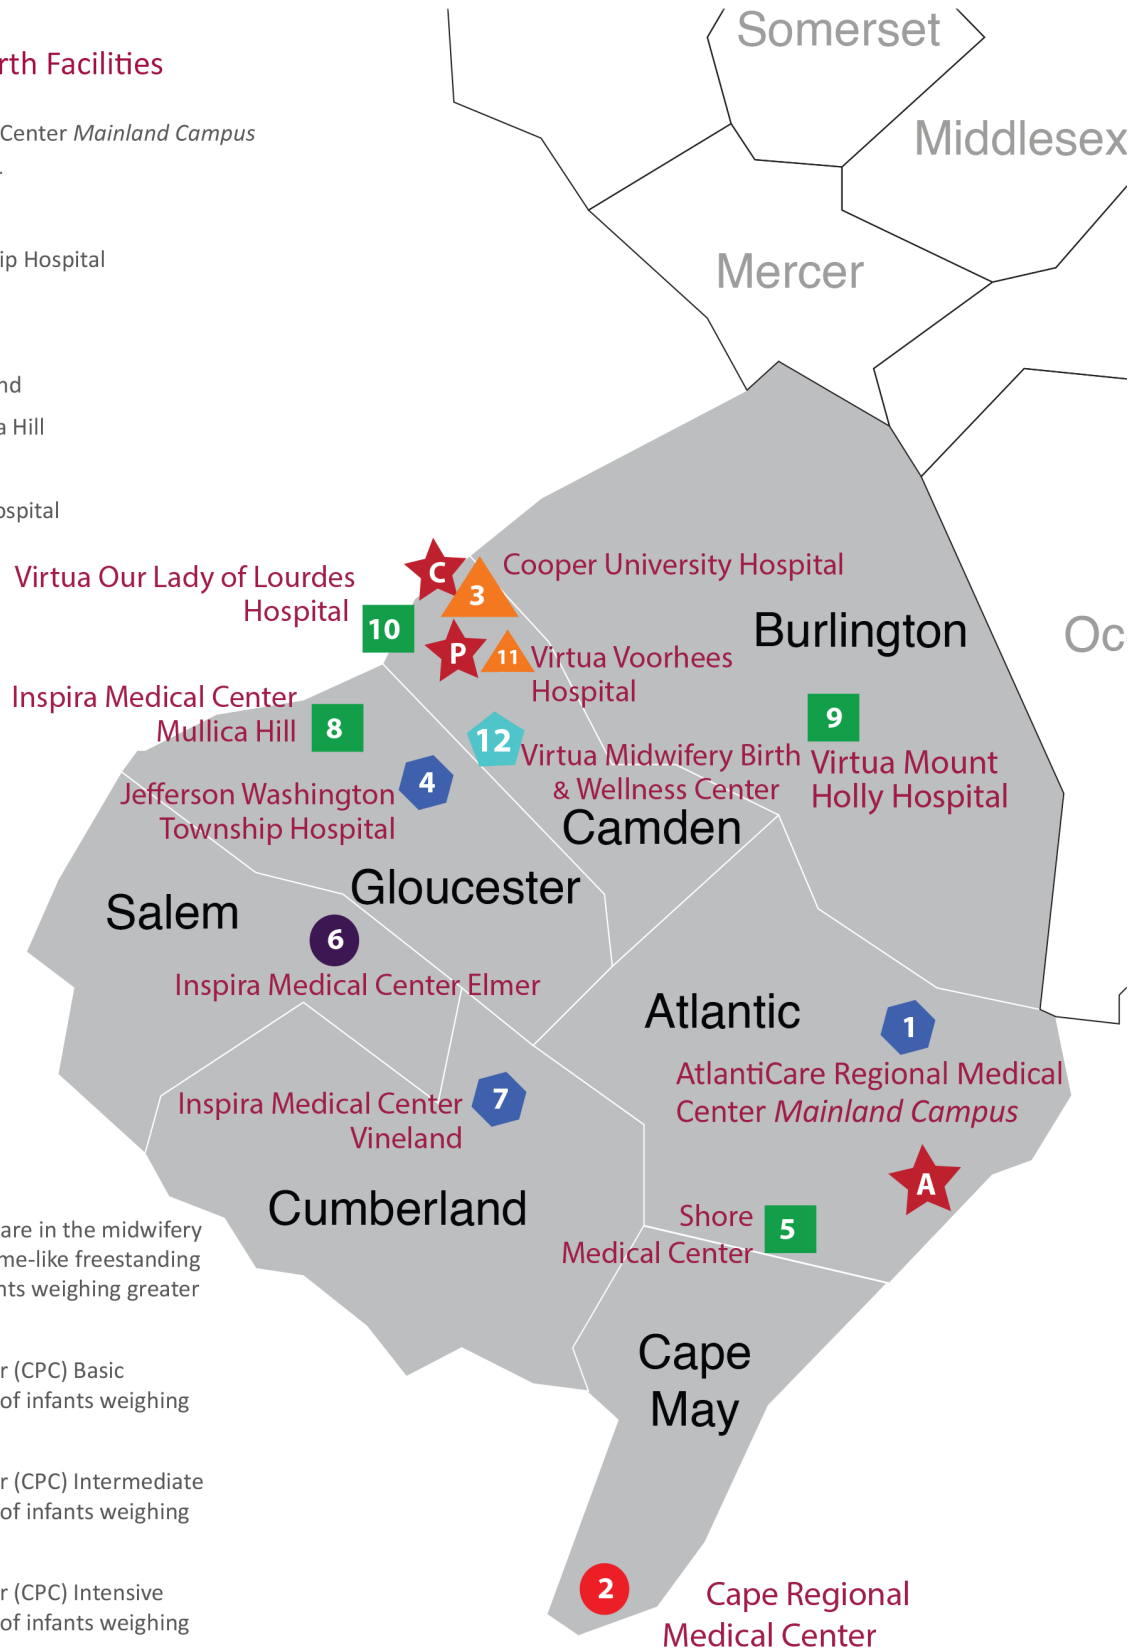 Somerset
rth Facilities
Center Mainland Campus
Middlesex
ip Hospital
Mercer
nd
a Hill
ospital
Cooper University Hospital
C
Virtua Our Lady of Lourdes
Hospital
3
10
Burlington
Oc
P
11
Virtua Voorhees
Hospital
Inspira Medical Center
Mullica Hill
8
9
12
Virtua Midwifery Birth
& Wellness Center
Virtua Mount
Holly Hospital
4
Jefferson Washington
Township Hospital
Camden
Gloucester
Salem
6
Inspira Medical Center Elmer
Atlantic
1
AtlantiCare Regional Medical
Center Mainland Campus
7
Inspira Medical Center
Vineland
A
Cumberland
Shore
Medical Center
5
are in the midwifery
me-like freestanding
nts weighing greater
Cape
May
r (CPC) Basic
of infants weighing
r (CPC) Intermediate
of infants weighing
2
Cape Regional
Medical Center
r (CPC) Intensive
of infants weighing